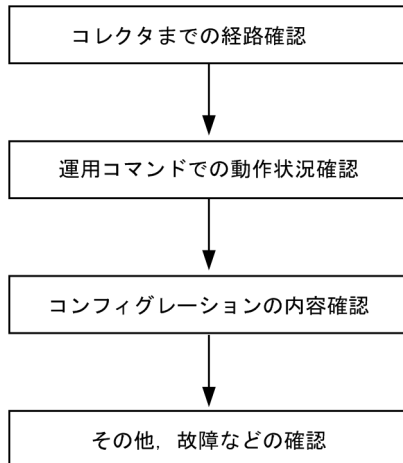 コレクタまでの経路確認
運用コマンドでの動作状況確認
コンフィグレーションの内容確認
その他，故障などの確認